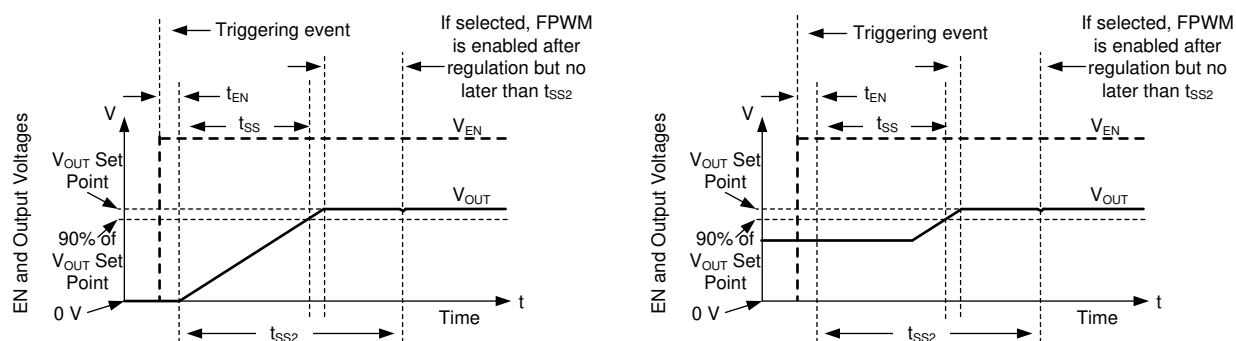 Triggering event
If selected, FPWM
is enabled after
regulation but no
later than tSS2
tEN
V
tSS
VEN
EN and Output Voltages
VOUT Set
Point
VOUT
90% of
VOUT Set
Point
0 V
t
Time
tSS2
Triggering event
If selected, FPWM
is enabled after
regulation but no
later than tSS2
tEN
V
tSS
VEN
EN and Output Voltages
VOUT Set
Point
VOUT
90% of
VOUT Set
Point
0 V
t
Time
tSS2